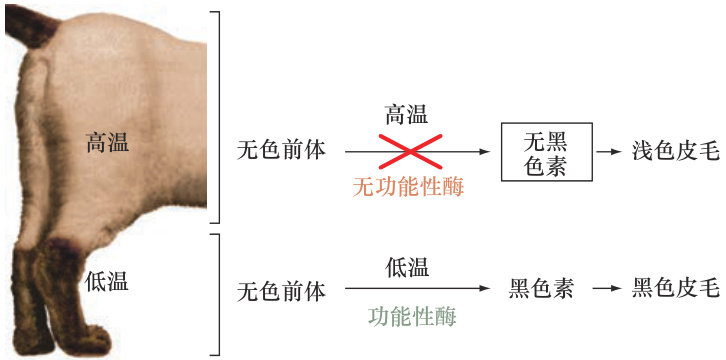 高温
高温
无色前体
无功能性酶
无黑
色素
浅色皮毛
低温
低温
无色前体
功能性酶
黑色素
黑色皮毛